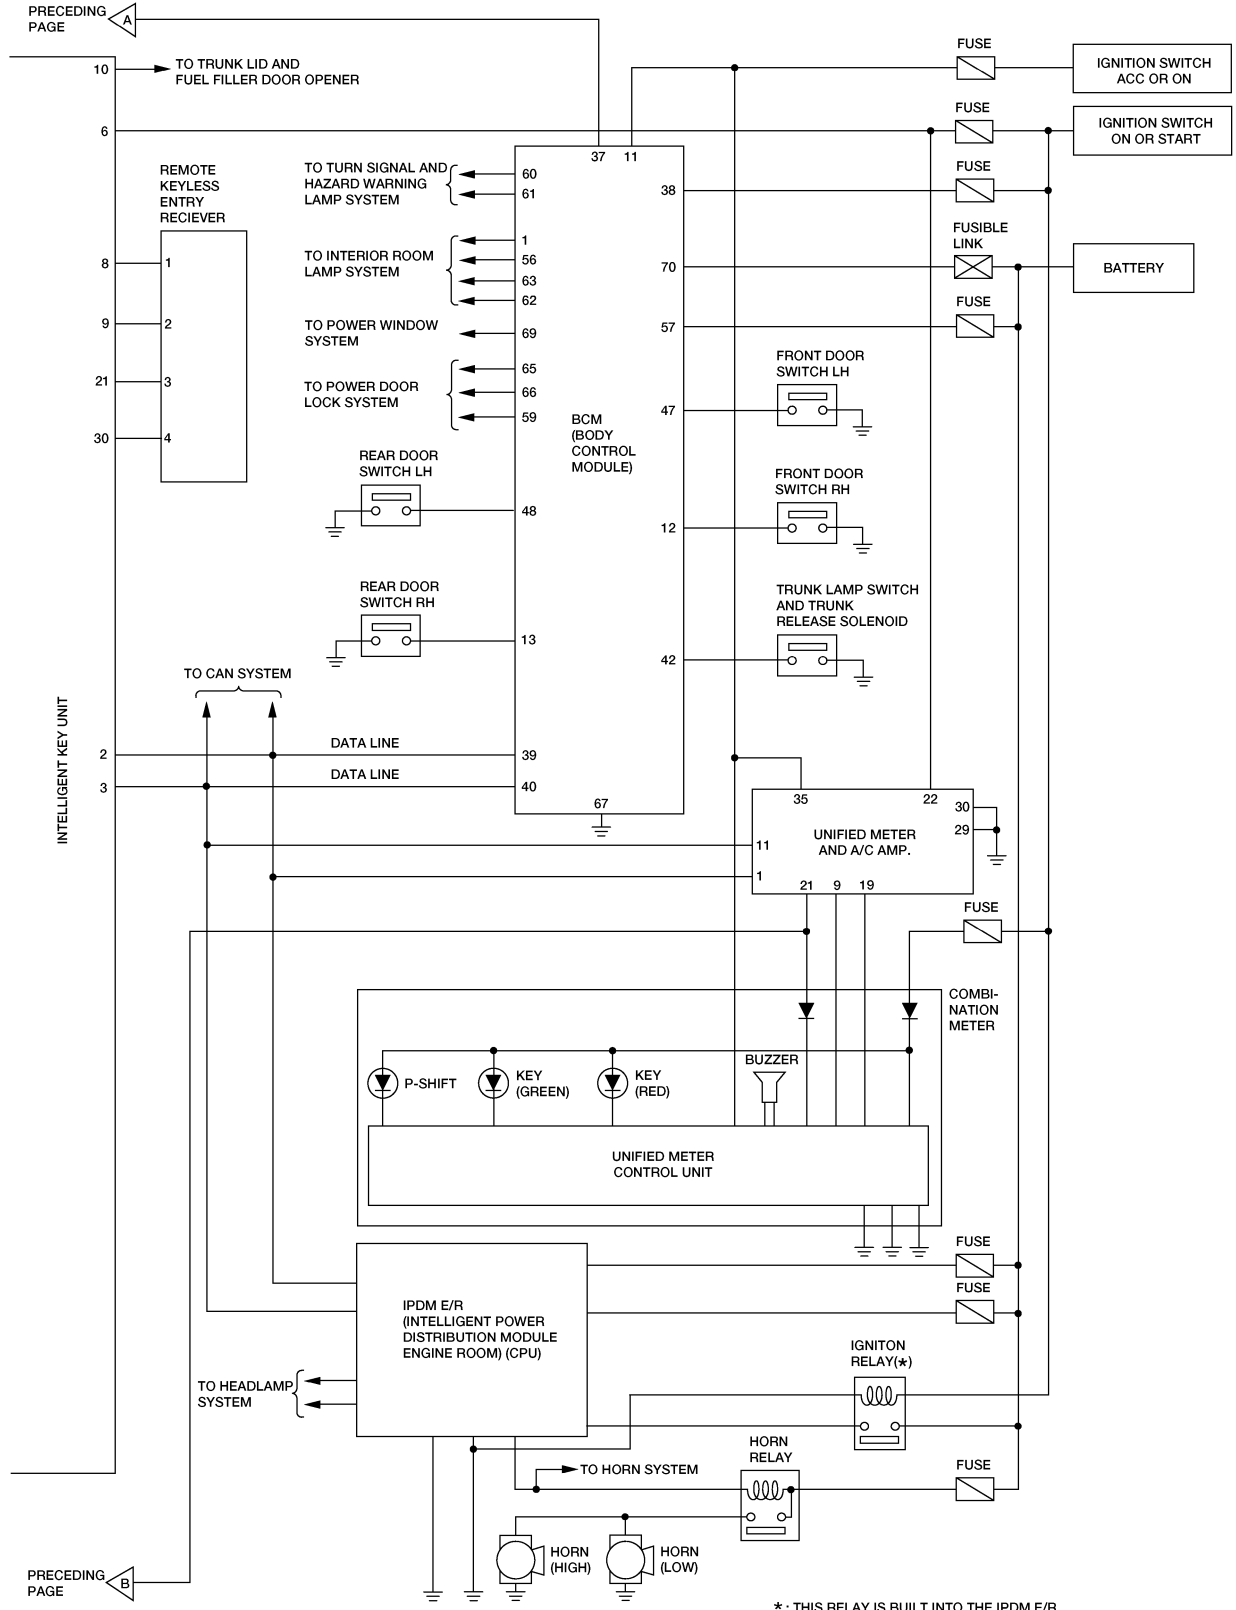 PRECEDING
PAGE
A
10
TO TRUNK LID AND
FUEL FILLER DOOR OPENER
FUSE
IGNITION SWITCH
ACC OR ON
6
FUSE
IGNITION SWITCH
ON OR START
37
11
REMOTE
KEYLESS
ENTRY
RECIEVER
TO TURN SIGNAL AND
HAZARD WARNING
LAMP SYSTEM
60
61
38
FUSE
8
1
9
2
21
3
30
4
TO INTERIOR ROOM
LAMP SYSTEM
1
56
63
62
70
FUSIBLE
LINK
BATTERY
TO POWER WINDOW
SYSTEM
69
57
FUSE
TO POWER DOOR
LOCK SYSTEM
65
66
59
BCM
(BODY
CONTROL
MODULE)
47
FRONT DOOR
SWITCH LH
REAR DOOR
SWITCH LH
48
12
FRONT DOOR
SWITCH RH
REAR DOOR
SWITCH RH
13
42
TRUNK LAMP SWITCH
AND TRUNK
RELEASE SOLENOID
TO CAN SYSTEM
INTELLIGENT KEY UNIT
2
DATA LINE
39
3
DATA LINE
40
67
35
22
30
29
UNIFIED METER
AND A/C AMP.
11
1
21
9
19
FUSE
COMBI-
NATION
METER
P-SHIFT
KEY
(GREEN)
KEY
(RED)
BUZZER
UNIFIED METER
CONTROL UNIT
FUSE
FUSE
IPDM E/R
(INTELLIGENT POWER
DISTRIBUTION MODULE
ENGINE ROOM) (CPU)
TO HEADLAMP
SYSTEM
IGNITON
RELAY(*)
HORN
RELAY
TO HORN SYSTEM
FUSE
HORN
(HIGH)
HORN
(LOW)
PRECEDING
PAGE
B
* : THIS RELAY IS BUILT INTO THE IPDM E/R